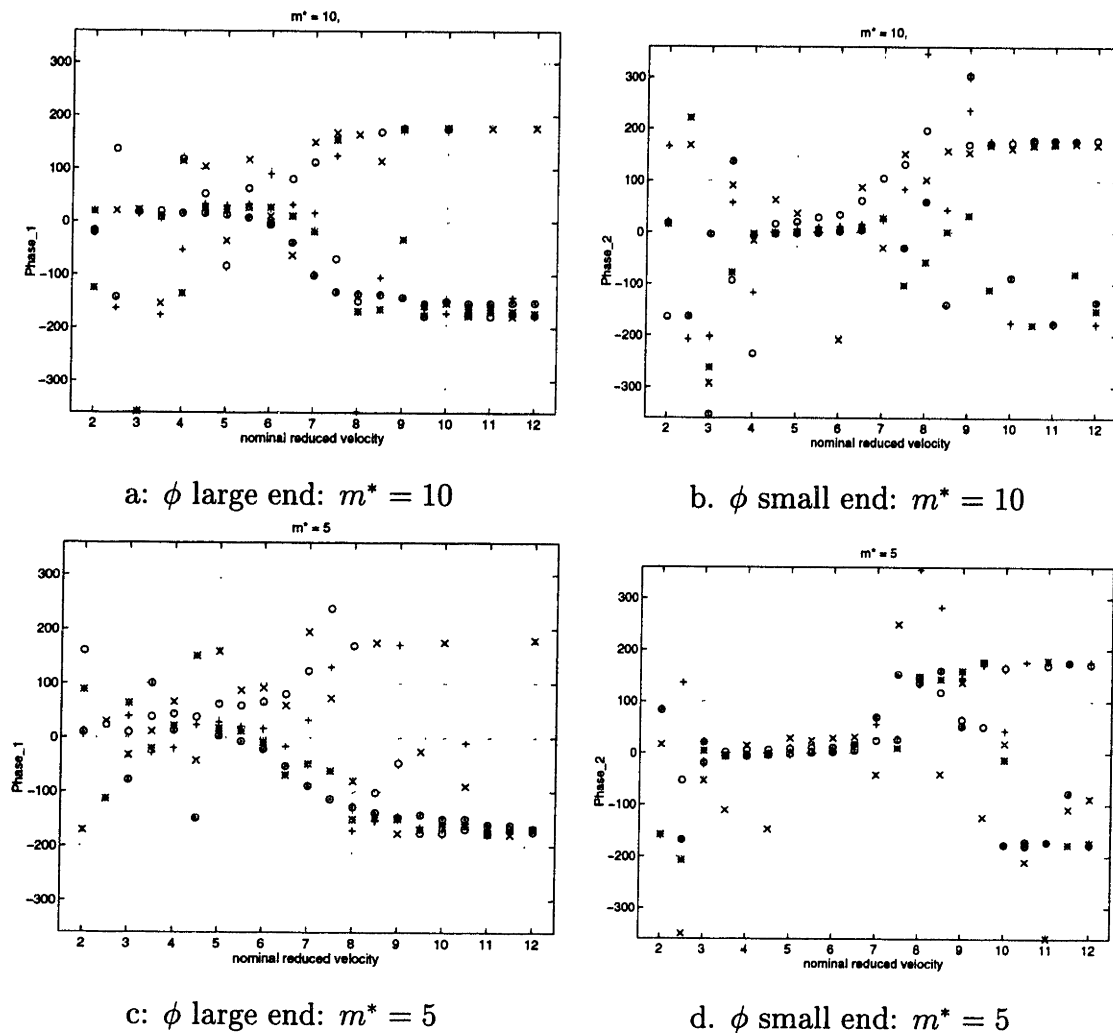 m* = 10,
Phase_1
300
200
100
0
−100
−200
−300
2 3 4 5 6 7 8 9 10 11 12
nominal reduced velocity
a: ϕ large end: m* = 10
m* = 10,
Phase_2
300
200
100
0
−100
−200
−300
2 3 4 5 6 7 8 9 10 11 12
nominal reduced velocity
b. ϕ small end: m* = 10
m* = 5
Phase_1
300
200
100
0
−100
−200
−300
2 3 4 5 6 7 8 9 10 11 12
nominal reduced velocity
c: ϕ large end: m* = 5
m* = 5
Phase_2
300
200
100
0
−100
−200
−300
2 3 4 5 6 7 8 9 10 11 12
nominal reduced velocity
d. ϕ small end: m* = 5